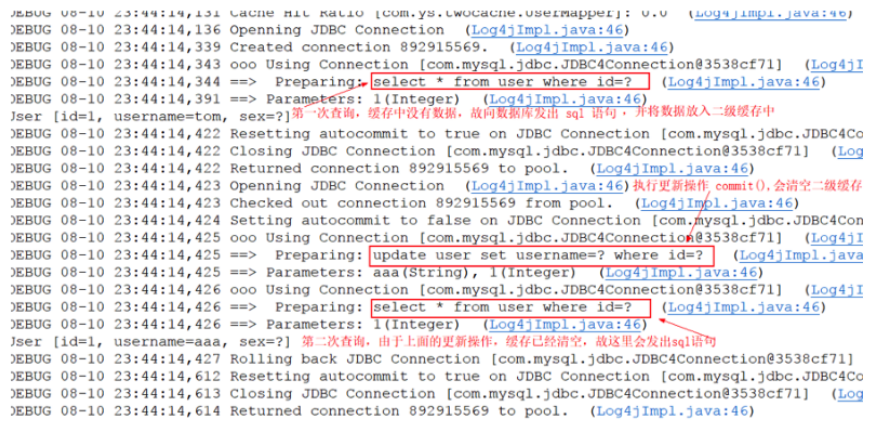 DEBUG 08-10 23:44:14,131 Cache Hit Ratio [com.ys.twocache.UserMapper]: 0.0  (Log4jImpl.java:46)
DEBUG 08-10 23:44:14,136 Openning JDBC Connection  (Log4jImpl.java:46)
DEBUG 08-10 23:44:14,339 Created connection 892915569.  (Log4jImpl.java:46)
DEBUG 08-10 23:44:14,343 ooo Using Connection [com.mysql.jdbc.JDBC4Connection@3538cf71]  (Log4jI
DEBUG 08-10 23:44:14,344 ==>  Preparing: select * from user where id=?  (Log4jImpl.java:46)
DEBUG 08-10 23:44:14,391 ==> Parameters: 1(Integer)  (Log4jImpl.java:46)
User [id=1, username=tom, sex=?] 第一次查询，缓存中没有数据，故向数据库发出 sql 语句，并将数据放入二级缓存中
DEBUG 08-10 23:44:14,422 Resetting autocommit to true on JDBC Connection [com.mysql.jdbc.JDBC4Co
DEBUG 08-10 23:44:14,422 Closing JDBC Connection [com.mysql.jdbc.JDBC4Connection@3538cf71]  (Log
DEBUG 08-10 23:44:14,422 Returned connection 892915569 to pool.  (Log4jImpl.java:46)
DEBUG 08-10 23:44:14,423 Openning JDBC Connection  (Log4jImpl.java:46) 执行更新操作 commit(),会清空二级缓存
DEBUG 08-10 23:44:14,423 Checked out connection 892915569 from pool.  (Log4jImpl.java:46)
DEBUG 08-10 23:44:14,424 Setting autocommit to false on JDBC Connection [com.mysql.jdbc.JDBC4Con
DEBUG 08-10 23:44:14,425 ooo Using Connection [com.mysql.jdbc.JDBC4Connection@3538cf71]  (Log4jI
DEBUG 08-10 23:44:14,425 ==>  Preparing: update user set username=? where id=?  (Log4jImpl.java
DEBUG 08-10 23:44:14,425 ==> Parameters: aaa(String), 1(Integer)  (Log4jImpl.java:46)
DEBUG 08-10 23:44:14,426 ooo Using Connection [com.mysql.jdbc.JDBC4Connection@3538cf71]  (Log4jI
DEBUG 08-10 23:44:14,426 ==>  Preparing: select * from user where id=?  (Log4jImpl.java:46)
DEBUG 08-10 23:44:14,426 ==> Parameters: 1(Integer)  (Log4jImpl.java:46)
User [id=1, username=aaa, sex=?] 第二次查询，由于上面的更新操作，缓存已经清空，故这里会发出sql语句
DEBUG 08-10 23:44:14,427 Rolling back JDBC Connection [com.mysql.jdbc.JDBC4Connection@3538cf71]
DEBUG 08-10 23:44:14,612 Resetting autocommit to true on JDBC Connection [com.mysql.jdbc.JDBC4Co
DEBUG 08-10 23:44:14,613 Closing JDBC Connection [com.mysql.jdbc.JDBC4Connection@3538cf71]  (Log
DEBUG 08-10 23:44:14,614 Returned connection 892915569 to pool.  (Log4jImpl.java:46)